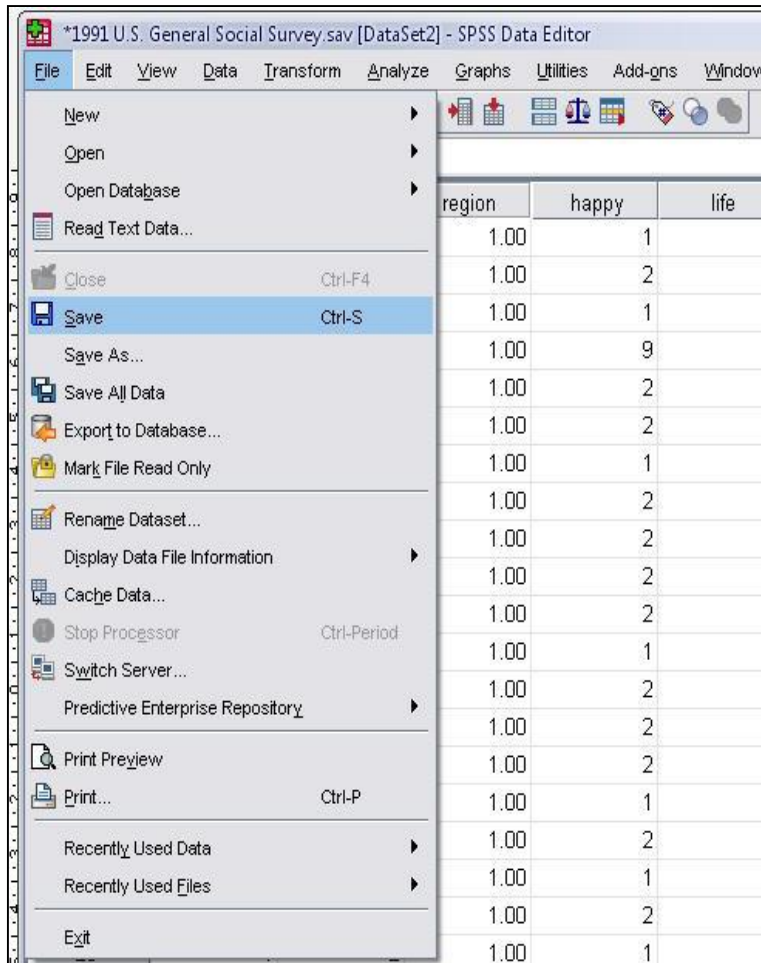 *1991 U.S. General Social Survey.sav [DataSet2] - SPSS Data Editor
File Edit View Data Transform Analyze Graphs Utilities Add-ons Window
New
Open
Open Database
Read Text Data...
Close Ctrl-F4
Save Ctrl-S
Save As...
Save All Data
Export to Database...
Mark File Read Only
Rename Dataset...
Display Data File Information
Cache Data...
Stop Processor Ctrl-Period
Switch Server...
Predictive Enterprise Repository
Print Preview
Print... Ctrl-P
Recently Used Data
Recently Used Files
Exit
region happy life
1.00 1
1.00 2
1.00 1
1.00 9
1.00 2
1.00 2
1.00 1
1.00 2
1.00 2
1.00 2
1.00 2
1.00 1
1.00 2
1.00 2
1.00 2
1.00 1
1.00 2
1.00 1
1.00 2
1.00 1